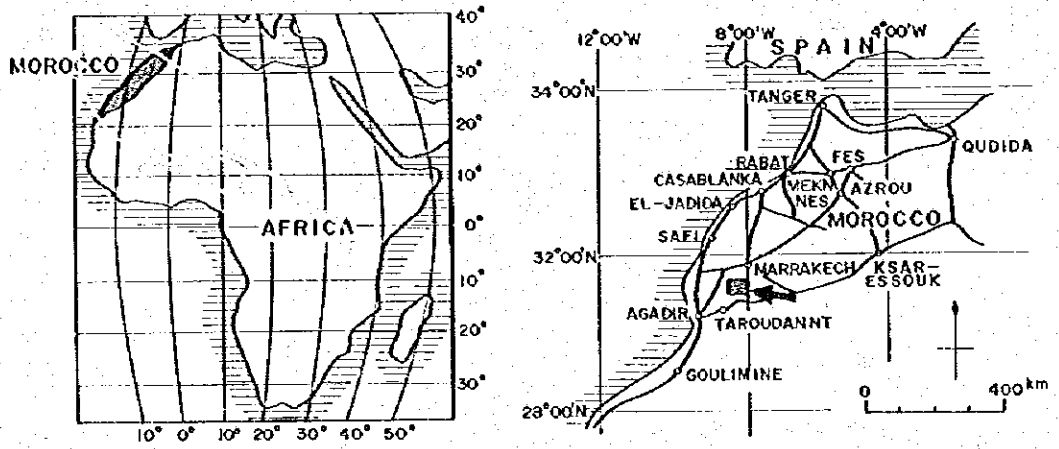 40°
MOROCCO
30°
20°
10°
0°
AFRICA
10°
20°
30°
10° 0° 10° 20° 30° 40° 50°
12°00'W 8°00'W 4°00'W
SPAIN
34°00'N
TANGER
QUDIDA
RABAT
FES
CASABLANKA
MEKN
NES
AZROU
EL-JADIDA
MOROCCO
SAFI
32°00'N
MARRAKECH
KSAR-
ESSOUK
AGADIR
TAROUDANNT
GOULIMINE
0 400 km
28°00'N